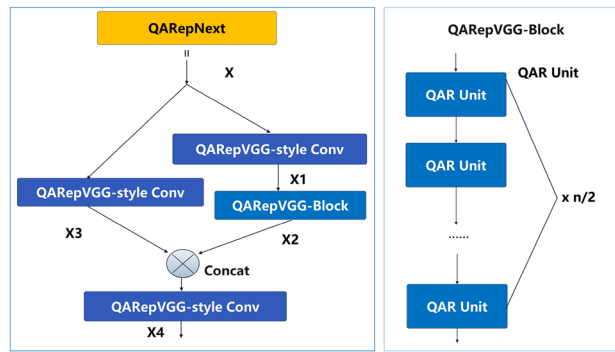 QARepNext
=
X
QARepVGG-style Conv
X1
QARepVGG-style Conv
QARepVGG-Block
X3
X2
Concat
QARepVGG-style Conv
X4
QARepVGG-Block
QAR Unit
QAR Unit
QAR Unit
x n/2
......
QAR Unit